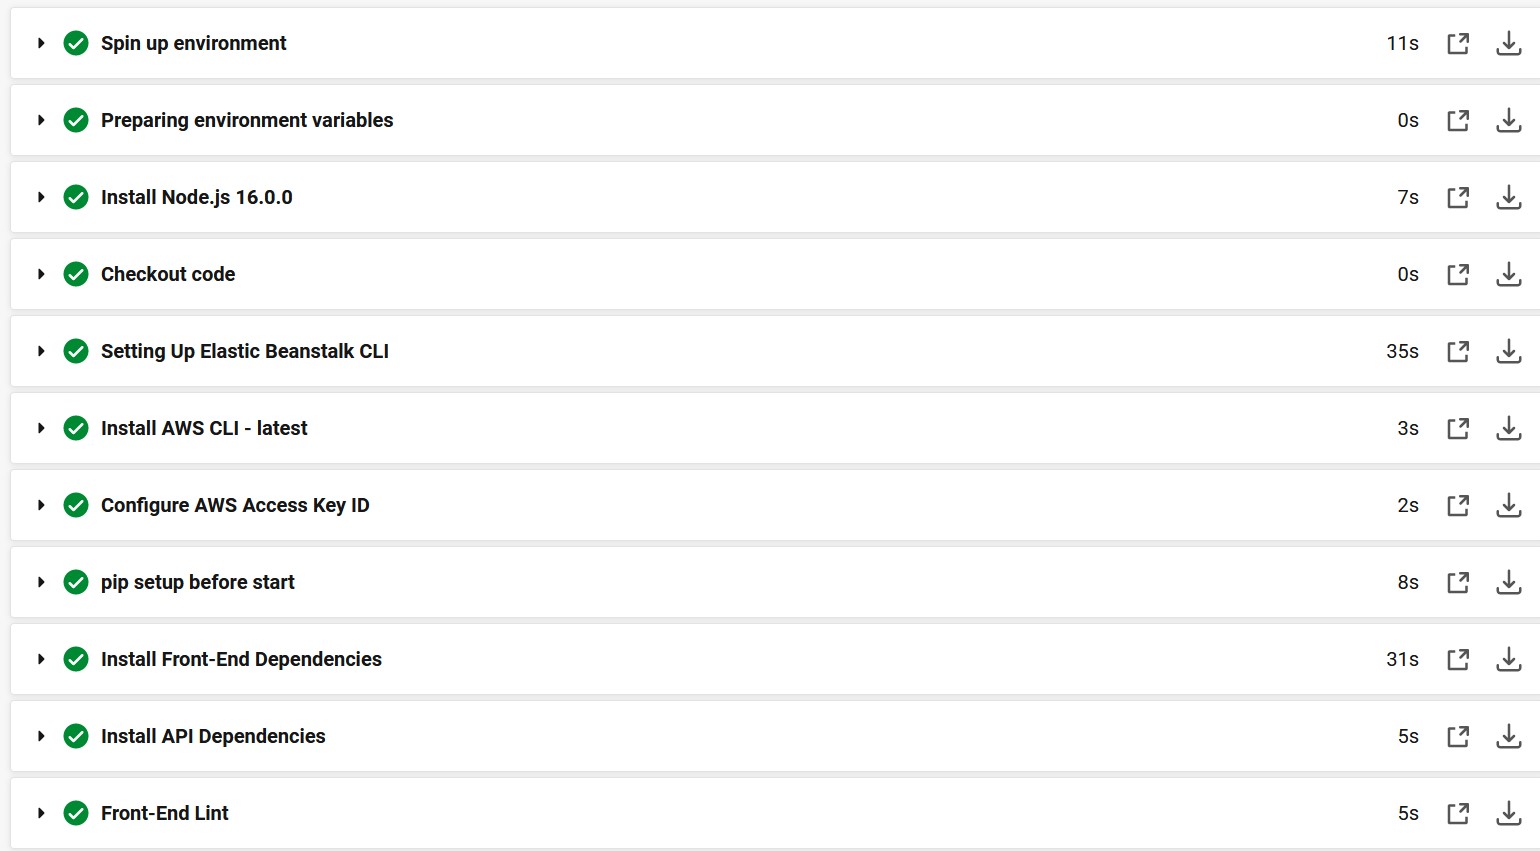 Spin up environment 11s
Preparing environment variables 0s
Install Node.js 16.0.0 7s
Checkout code 0s
Setting Up Elastic Beanstalk CLI 35s
Install AWS CLI - latest 3s
Configure AWS Access Key ID 2s
pip setup before start 8s
Install Front-End Dependencies 31s
Install API Dependencies 5s
Front-End Lint 5s